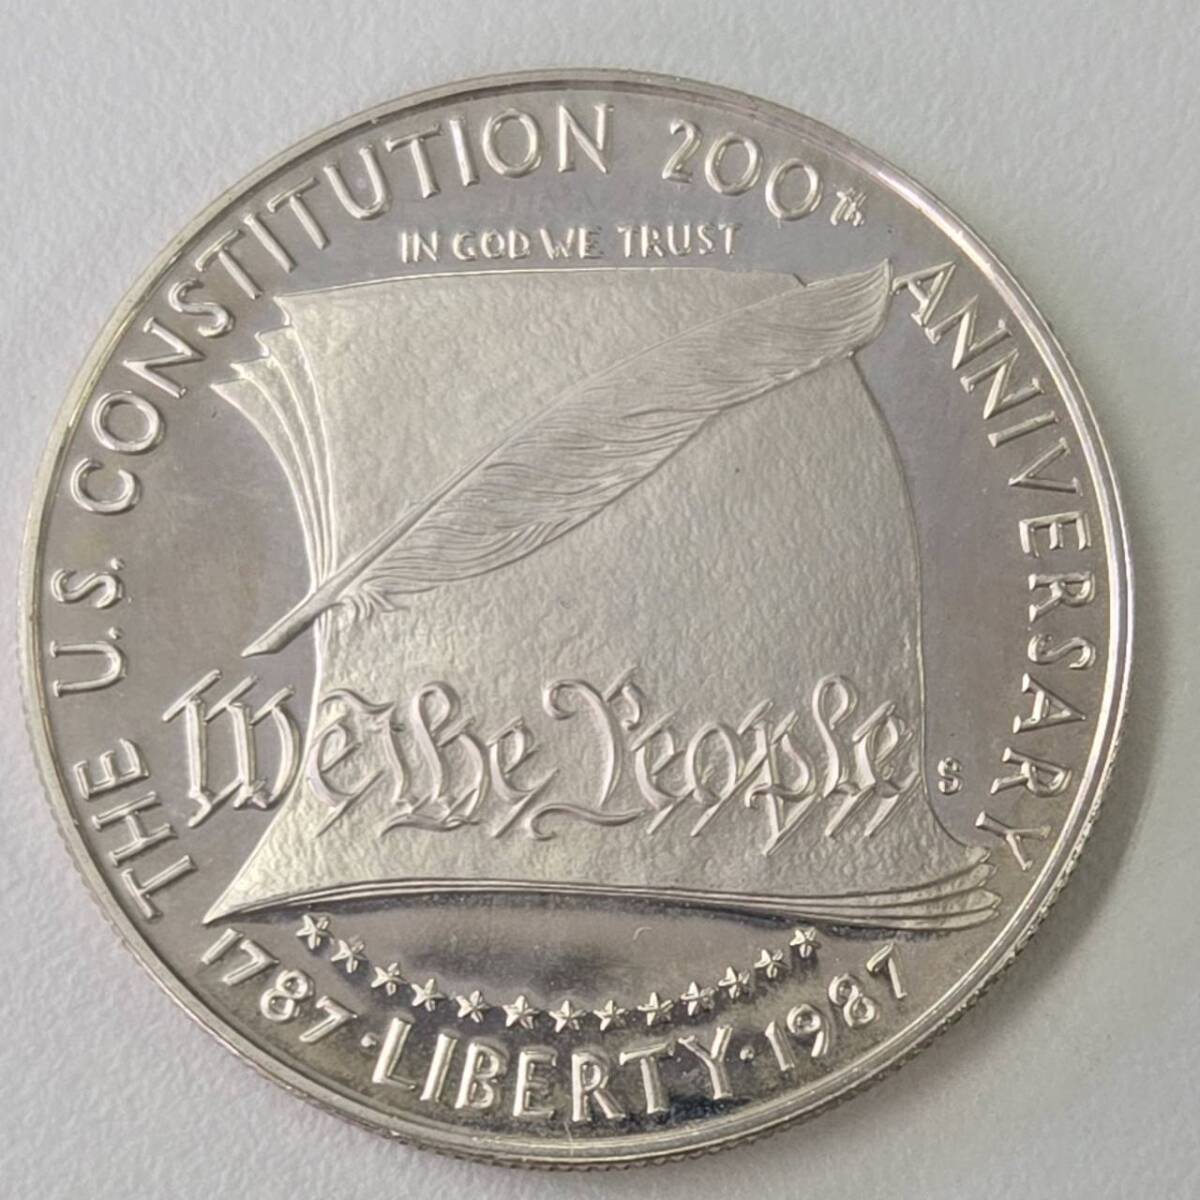 THE U.S. CONSTITUTION 200th ANNIVERSARY
IN GOD WE TRUST
We the People
S
1787 · LIBERTY · 1987